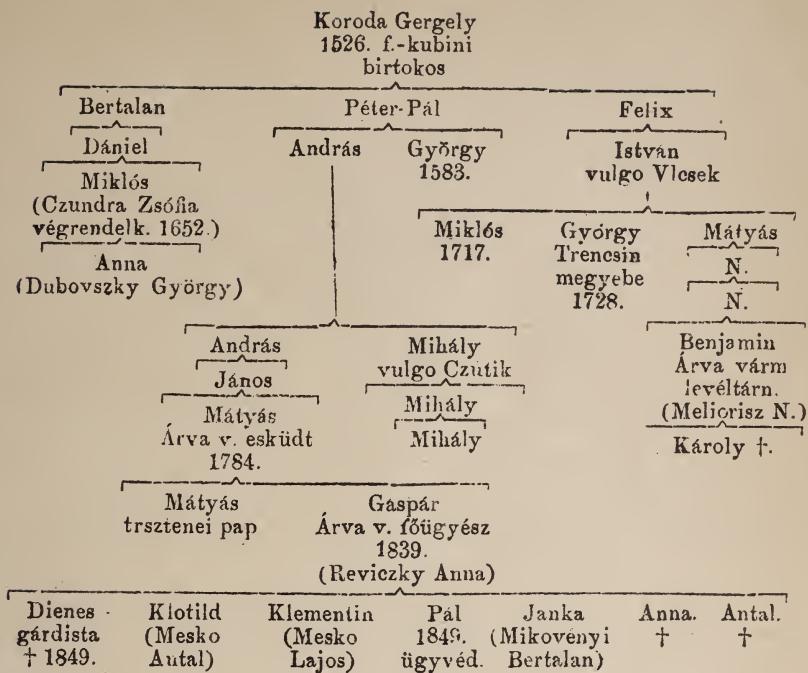 Koroda Gergely
1526. f.-kubini
birtokos
Bertalan Péter-Pál Felix
Dániel András György István
1583. vulgo Vlcsek
Miklós
(Czundra Zsófia
végrendelk. 1652.)
Miklós György Mátyás
1717. Trencsin N.
megyebe N.
1728.
Anna
(Dubovszky György)
András Mihály Benjamin
vulgo Czutik Árva várm
János levéltárn.
Mihály (Meliorisz N.)
Mátyás Mihály
Árva v. esküdt Károly †.
1784.
Mátyás Gáspár
trsztenei pap Árva v. főügyész
1839.
(Reviczky Anna)
Dienes Klotild Klementin Pál Janka Anna. Antal.
gárdista (Mesko (Mesko 1849. (Mikovényi † †
† 1849. Antal) Lajos) ügyvéd. Bertalan)